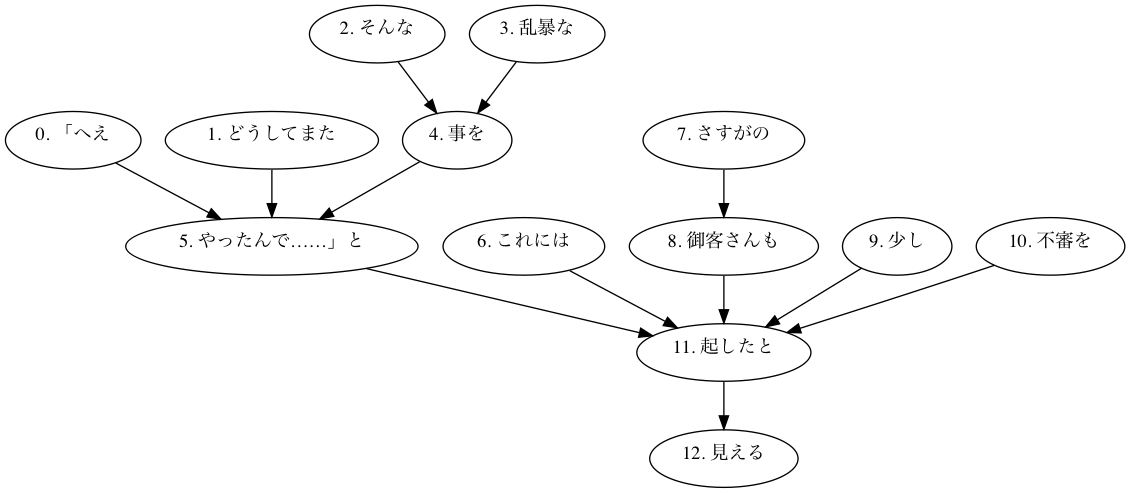 2. そんな
3. 乱暴な
0. 「へえ
1. どうしてまた
4. 事を
7. さすがの
5. やったんで……」と
6. これには
8. 御客さんも
9. 少し
10. 不審を
11. 起したと
12. 見える